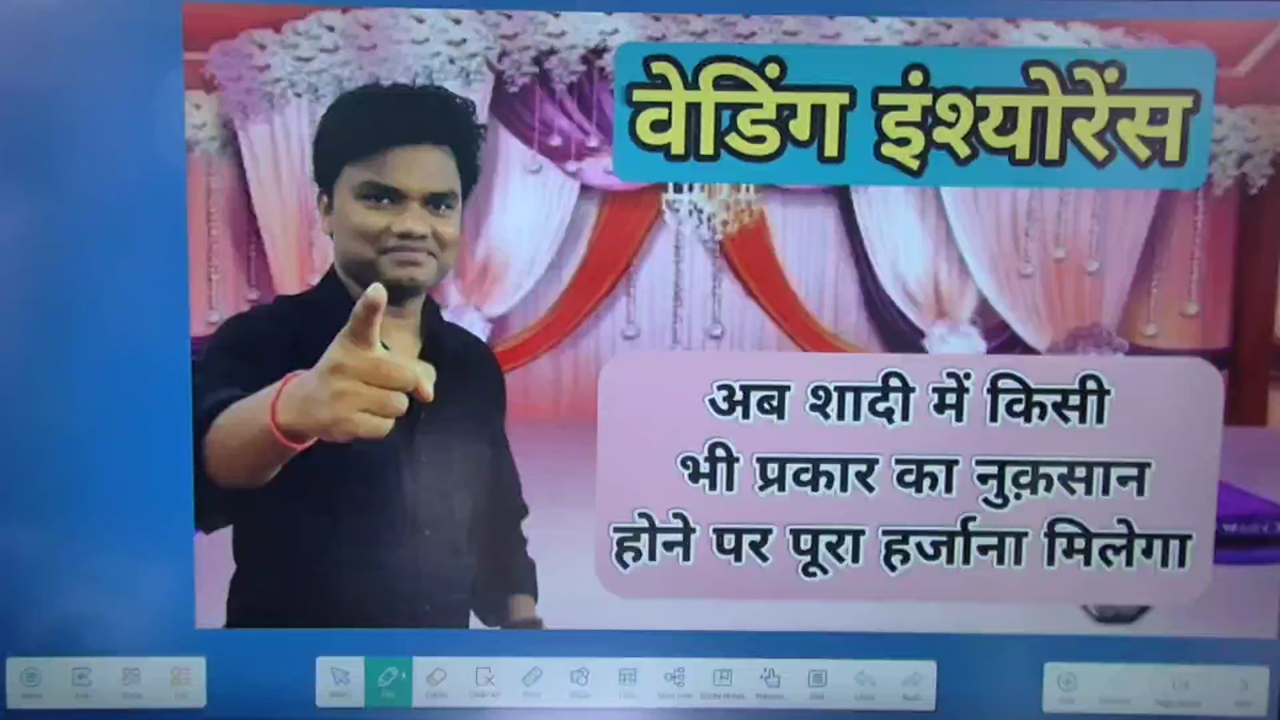 वेडिंग इंश्योरेंस
अब शादी में किसी
भी प्रकार का नुक़सान
होने पर पूरा हर्जाना मिलेगा